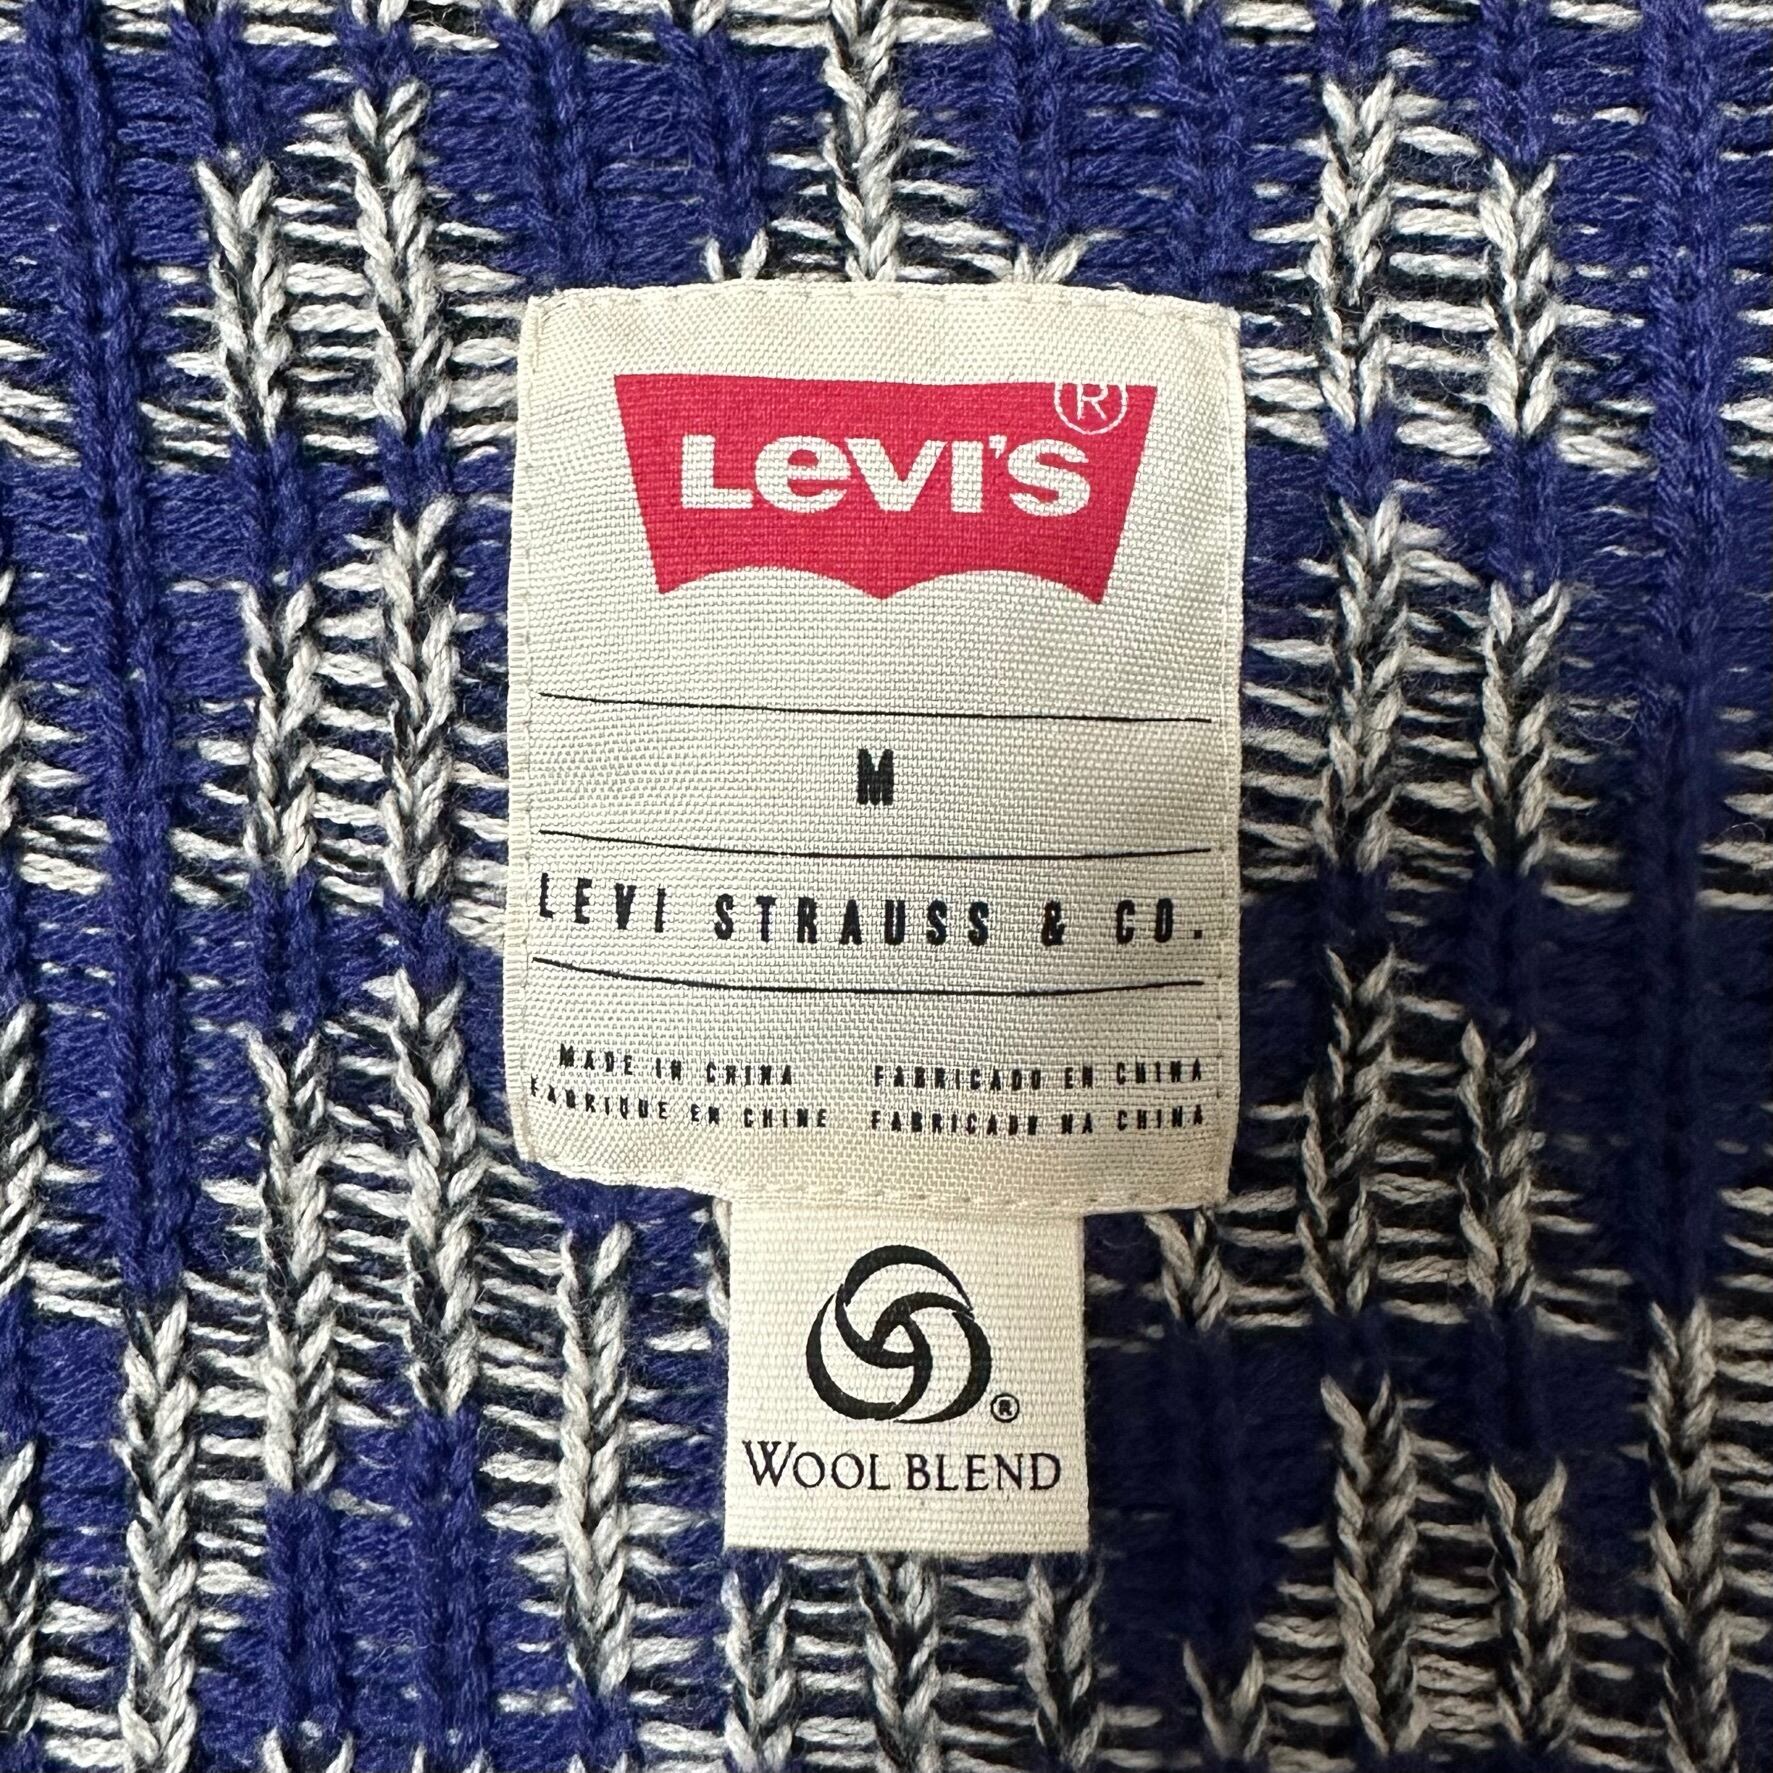 LEVI'S®
M
LEVI STRAUSS & CO.
MADE IN CHINA FABRICADO EN CHINA
FABRIQUE EN CHINE FABRICADO NA CHINA
®
WOOL BLEND